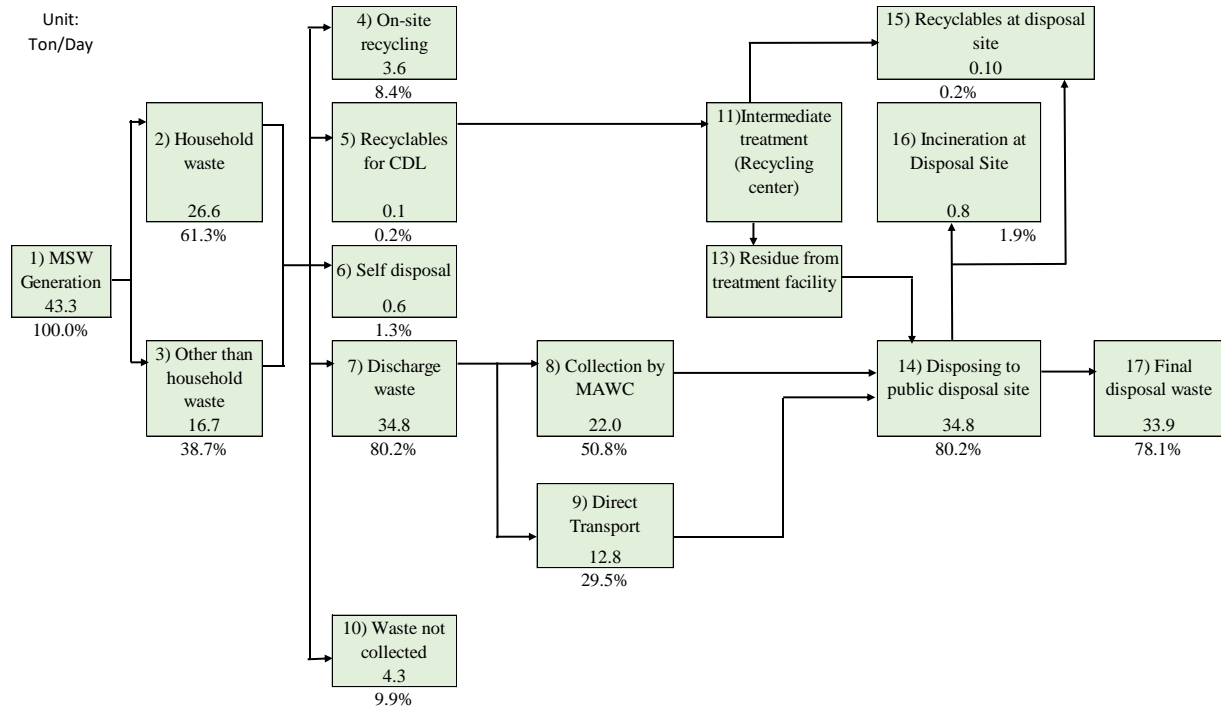 Unit:
Ton/Day
1) MSW
Generation
43.3
100.0%
2) Household
waste
26.6
61.3%
3) Other than
household
waste
16.7
38.7%
4) On-site
recycling
3.6
8.4%
5) Recyclables
for CDL
0.1
0.2%
6) Self disposal
0.6
1.3%
7) Discharge
waste
34.8
80.2%
8) Collection by
MAWC
22.0
50.8%
9) Direct
Transport
12.8
29.5%
10) Waste not
collected
4.3
9.9%
11)Intermediate
treatment
(Recycling
center)
13) Residue from
treatment facility
14) Disposing to
public disposal site
34.8
80.2%
15) Recyclables at disposal
site
0.10
0.2%
16) Incineration at
Disposal Site
0.8
1.9%
17) Final
disposal waste
33.9
78.1%